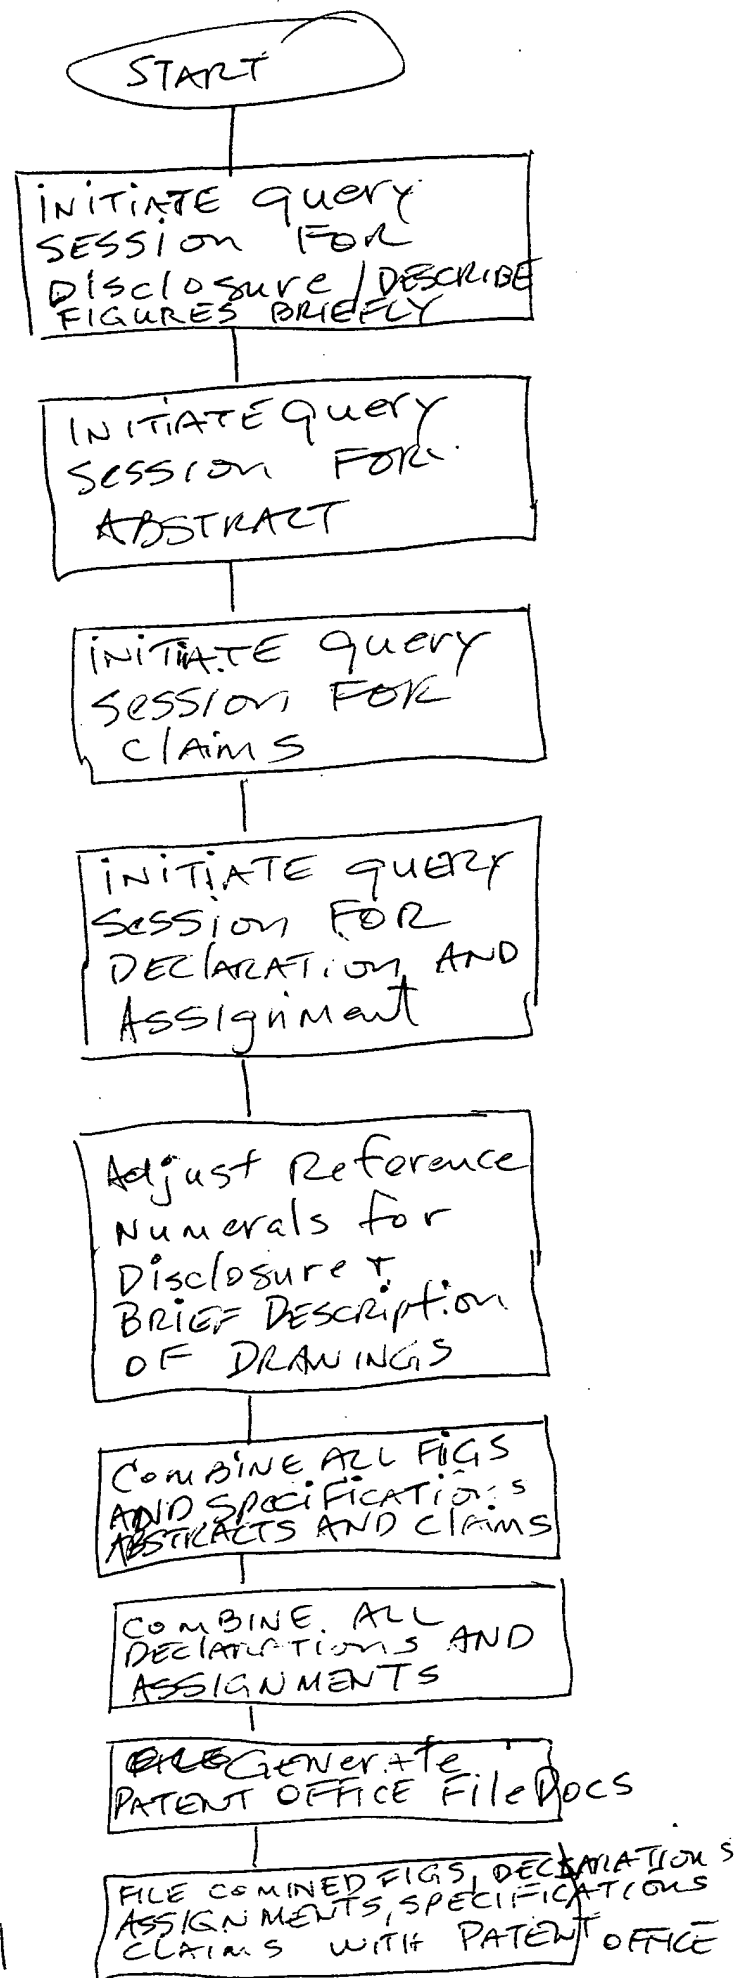 START
INITIATE query
SESSION FOR
Disclosure / DESCRIBE
FIGURES BRIEFLY
INITIATE query
Session FOR
ABSTRACT
INITIATE query
Session FOR
Claims
INITIATE QUERY
Session FOR
DECLARATION AND
Assignment
Adjust Reference
Numerals for
Disclosure +
BRIEF DESCRIPTION
OF DRAWINGS
COMBINE ALL FIGS
AND SPECIFICATIONS
ABSTRACTS AND Claims
COMBINE ALL
DECLARATIONS AND
ASSIGNMENTS
Generate
PATENT OFFICE File DOCS
FILE COMINED FIGS, DECLARATIONS
ASSIGNMENTS, SPECIFICATIONS
CLAIMS WITH PATENT OFFICE